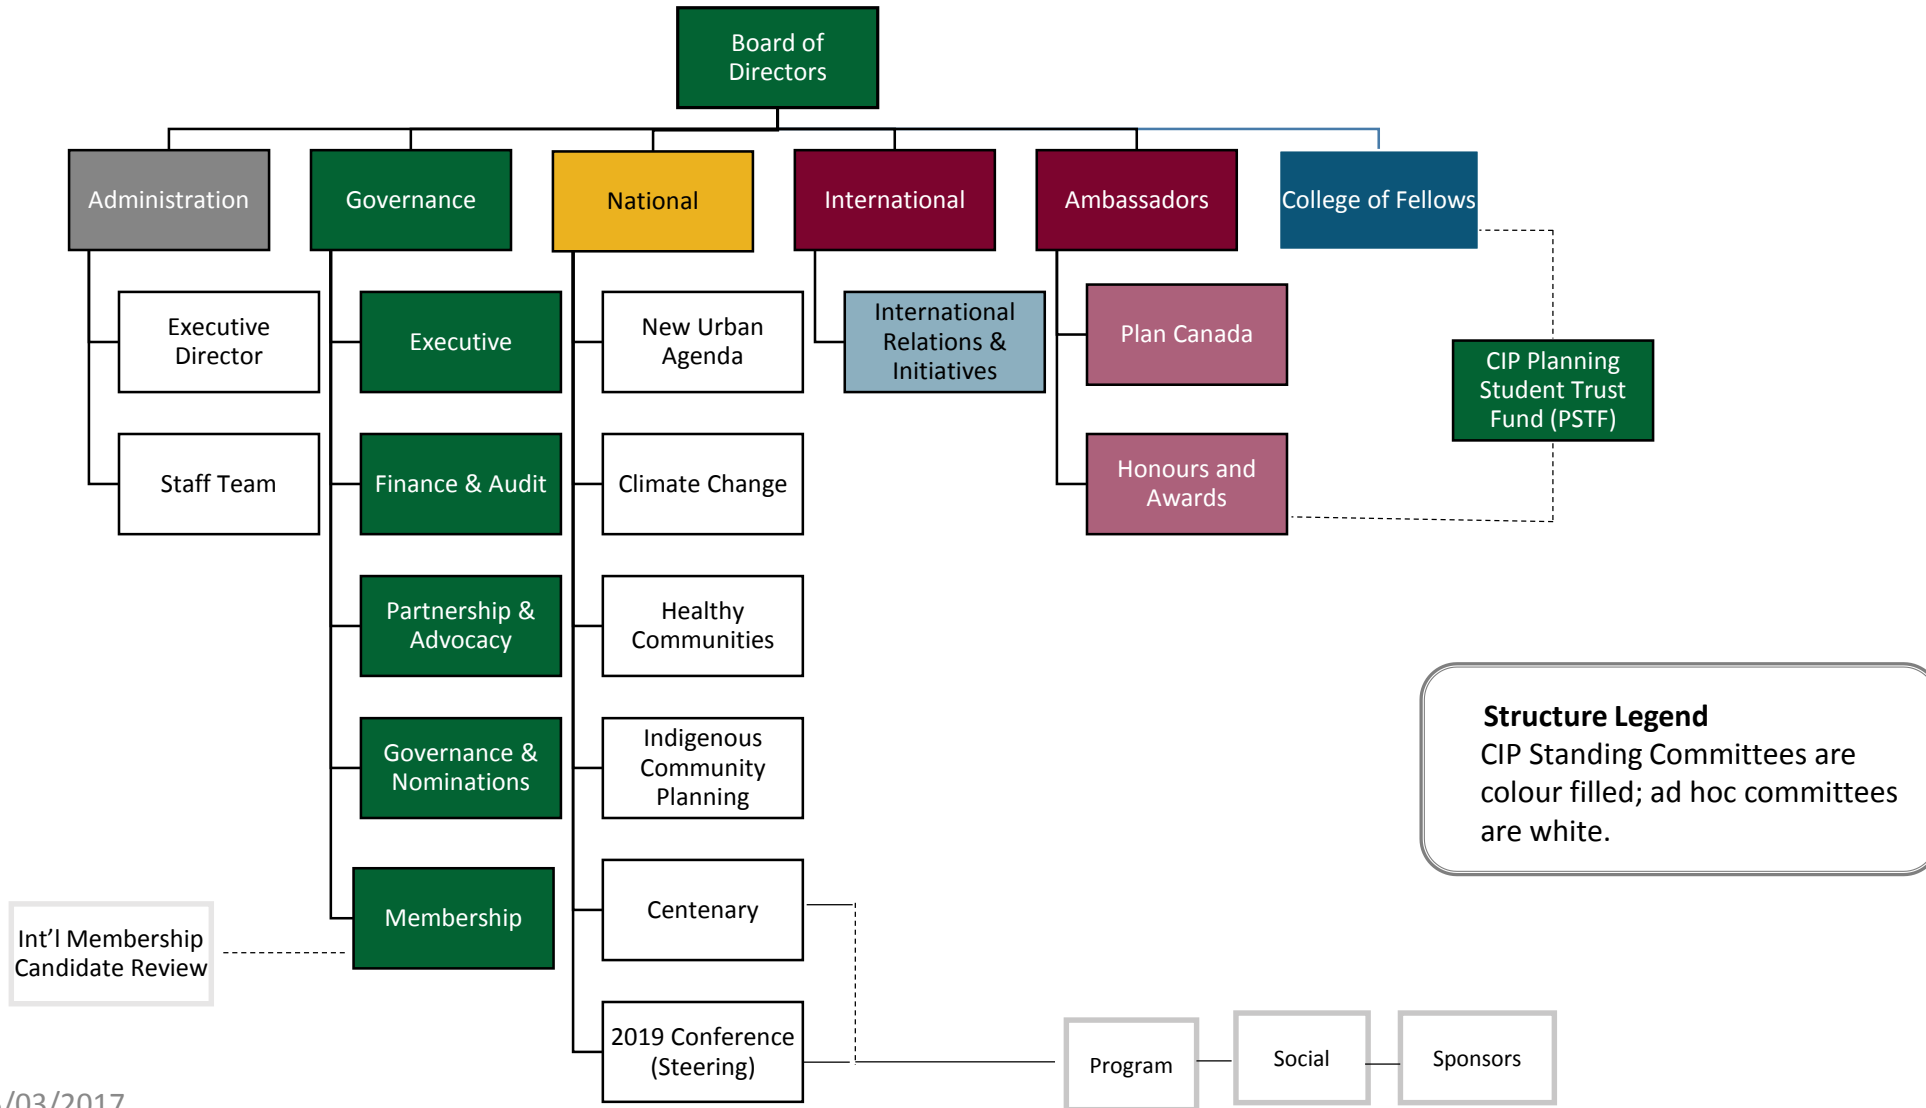 Board of
Directors
Administration
Governance
National
International
Ambassadors
College of Fellows
Executive
Director
Staff Team
Executive
Finance & Audit
Partnership &
Advocacy
Governance &
Nominations
Membership
Int'l Membership
Candidate Review
New Urban
Agenda
Climate Change
Healthy
Communities
Indigenous
Community
Planning
Centenary
2019 Conference
(Steering)
International
Relations &
Initiatives
Plan Canada
Honours and
Awards
CIP Planning
Student Trust
Fund (PSTF)
Structure Legend
CIP Standing Committees are
colour filled; ad hoc committees
are white.
Program
Social
Sponsors
/03/2017